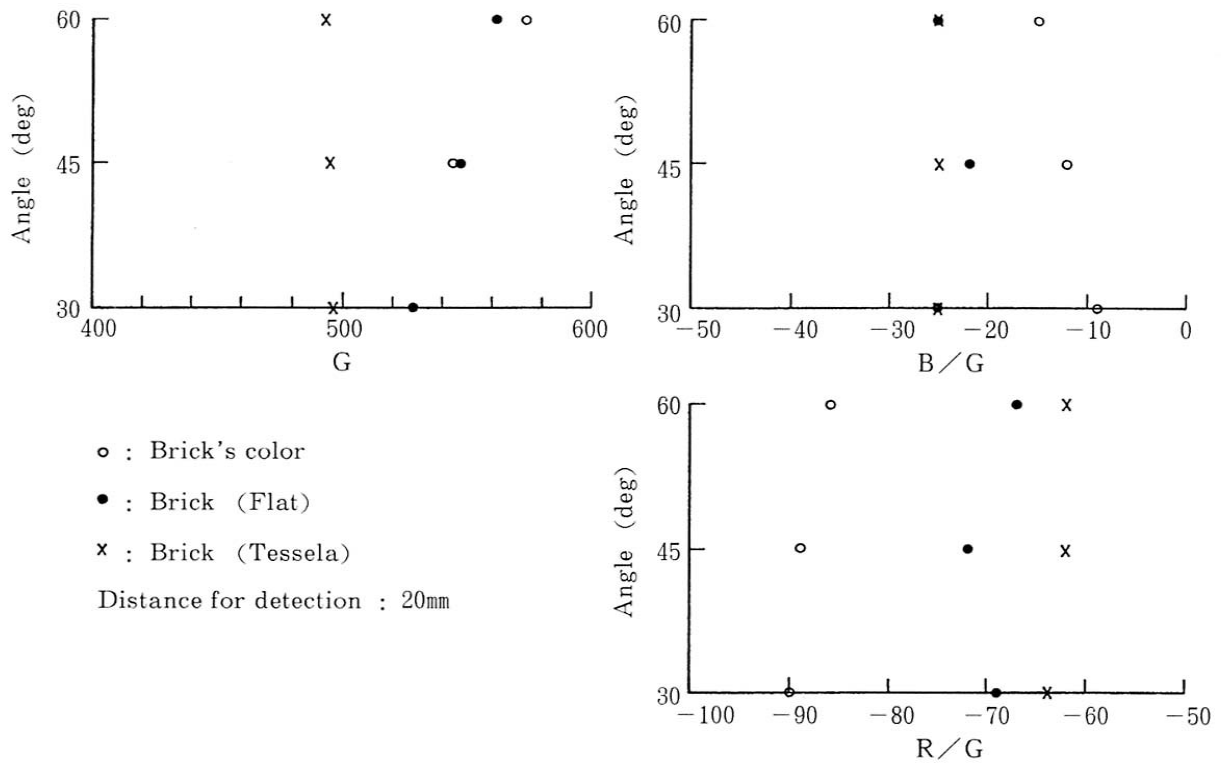 60
45
30
Angle (deg)
400 500 600
G
60
45
30
Angle (deg)
−50 −40 −30 −20 −10 0
B／G
○ : Brick's color
● : Brick (Flat)
x : Brick (Tessela)
Distance for detection : 20mm
60
45
30
Angle (deg)
−100 −90 −80 −70 −60 −50
R／G